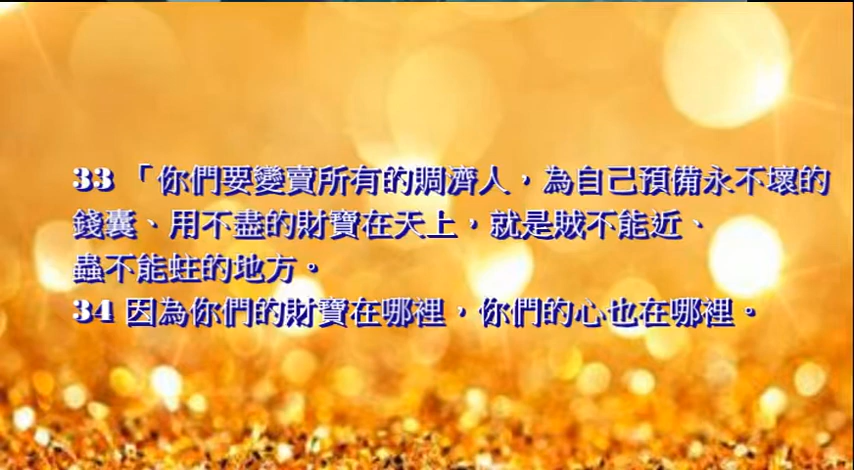 33 「你們要變賣所有的賙濟人，為自己預備永不壞的
錢囊、用不盡的財寶在天上，就是賊不能近、
蟲不能蛀的地方。
34 因為你們的財寶在哪裡，你們的心也在哪裡。